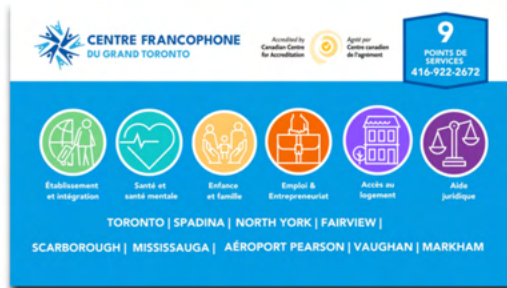 CENTRE FRANCOPHONE
DU GRAND TORONTO
Accredited by
Canadian Centre
for Accreditation
Agréé par
Centre canadien
de l'agrément
9
POINTS DE
SERVICES
416-922-2672
Établissement
et intégration
Santé et
santé mentale
Enfance
et famille
Emploi &
Entrepreneuriat
Accès au
logement
Aide
juridique
TORONTO | SPADINA | NORTH YORK | FAIRVIEW |
SCARBOROUGH | MISSISSAUGA | AÉROPORT PEARSON | VAUGHAN | MARKHAM